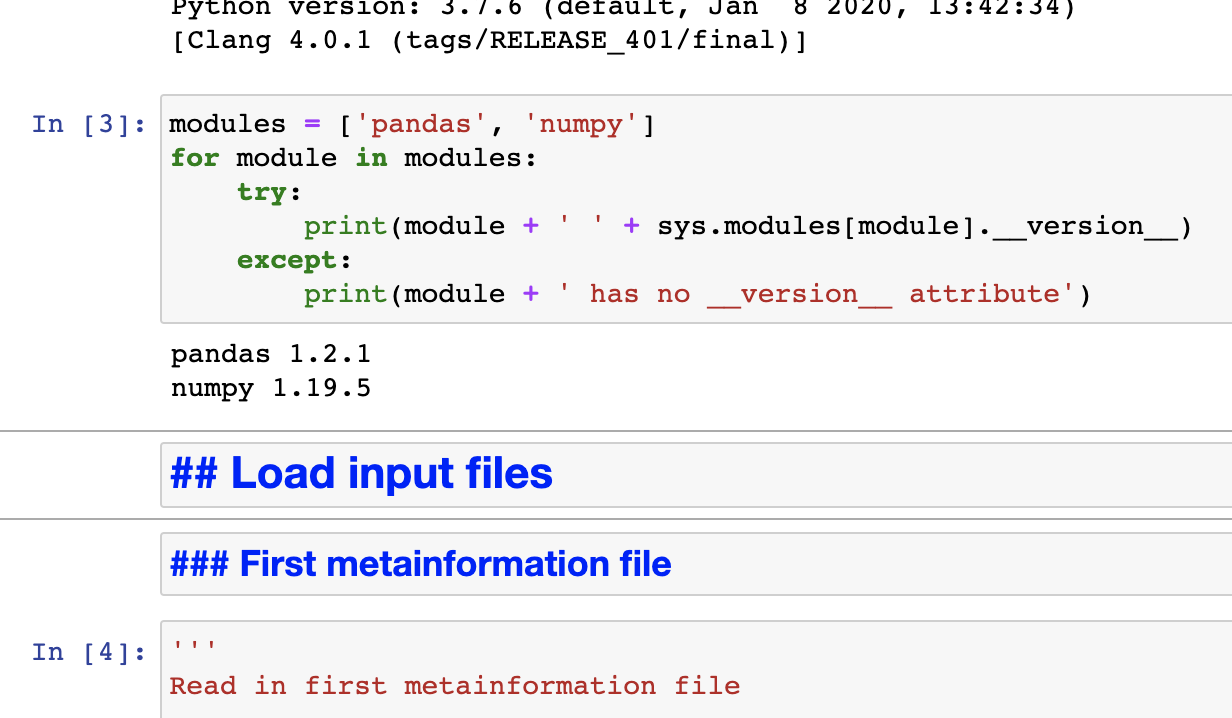 Python version: 3.7.6 (default, Jan  8 2020, 13:42:34)
[Clang 4.0.1 (tags/RELEASE_401/final)]
In [3]: modules = ['pandas', 'numpy']
for module in modules:
    try:
        print(module + ' ' + sys.modules[module].__version__)
    except:
        print(module + ' has no __version__ attribute')
pandas 1.2.1
numpy 1.19.5
## Load input files
### First metainformation file
In [4]: '''
Read in first metainformation file